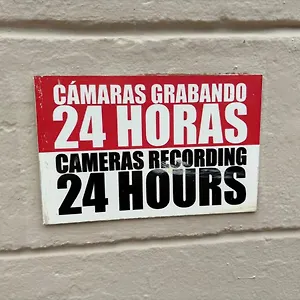 CÁMARAS GRABANDO
24 HORAS
CAMERAS RECORDING
24 HOURS